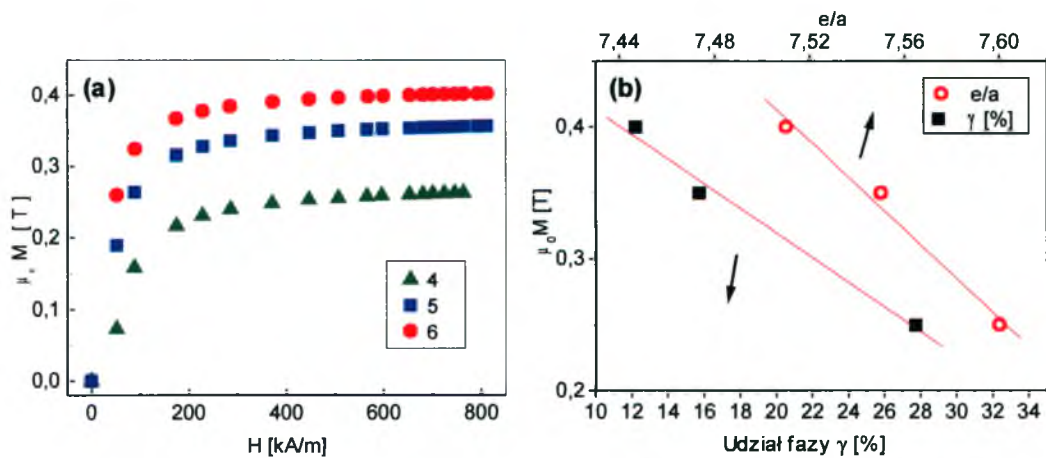 (a)
μ₀ M [T]
0,4
0,3
0,2
0,1
0,0
0 200 400 600 800
H [kA/m]
4
5
6
e/a
7,44 7,48 7,52 7,56 7,60
(b)
e/a
γ [%]
μ₀M [T]
0,4
0,3
0,2
10 12 14 16 18 20 22 24 26 28 30 32 34
Udział fazy γ [%]